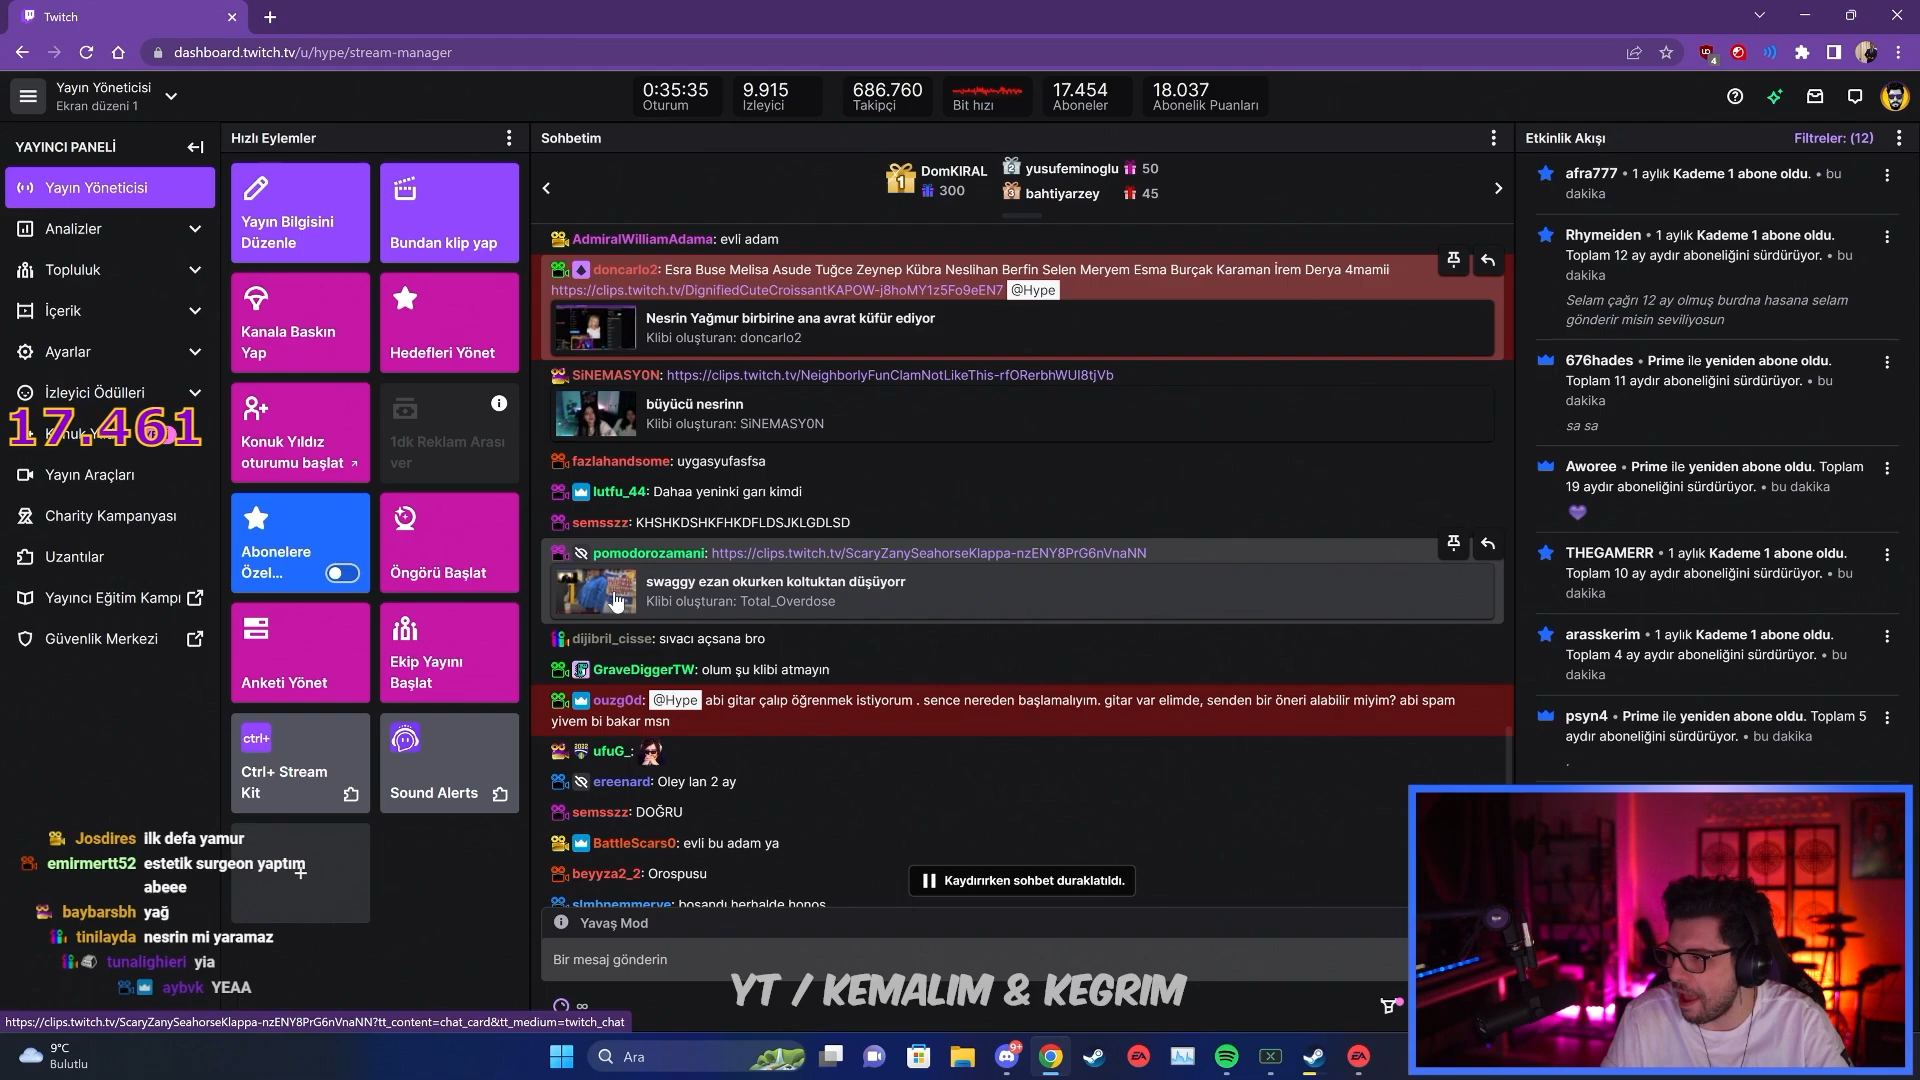 Twitch
dashboard.twitch.tv/u/hype/stream-manager
4
Yayın Yöneticisi
Ekran düzeni 1
0:35:35
Oturum
9.915
İzleyici
686.760
Takipçi
Bit hızı
17.454
Aboneler
18.037
Abonelik Puanları
YAYINCI PANELİ
Yayın Yöneticisi
Analizler
Topluluk
İçerik
Ayarlar
İzleyici Ödülleri
17.461
Yayın Araçları
Charity Kampanyası
Uzantılar
Yayıncı Eğitim Kampı
Güvenlik Merkezi
Hızlı Eylemler
Yayın Bilgisini
Düzenle
Bundan klip yap
Kanala Baskın
Yap
Hedefleri Yönet
Konuk Yıldız
oturumu başlat
1dk Reklam Arası
ver
Abonelere
Özel...
Öngörü Başlat
Anketi Yönet
Ekip Yayını
Başlat
ctrl+
Ctrl+ Stream
Kit
Sound Alerts
Sohbetim
1
DomKIRAL
300
2
yusufeminoglu
50
3
bahtiyarzey
45
AdmiralWilliamAdama: evli adam
doncarlo2: Esra Buse Melisa Asude Tuğce Zeynep Kübra Neslihan Berfin Selen Meryem Esma Burçak Karaman İrem Derya 4mamii
https://clips.twitch.tv/DignifiedCuteCroissantKAPOW-j8hoMY1z5Fo9eEN7 @Hype
Nesrin Yağmur birbirine ana avrat küfür ediyor
Klibi oluşturan: doncarlo2
SiNEMASY0N: https://clips.twitch.tv/NeighborlyFunClamNotLikeThis-rfORerbhWUI8tjVb
büyücü nesrinn
Klibi oluşturan: SiNEMASY0N
fazlahandsome: uygasyufasfsa
lutfu_44: Dahaa yeninki garı kimdi
semsszz: KHSHKDSHKFHKDFLDSJKLGDLSD
pomodorozamani: https://clips.twitch.tv/ScaryZanySeahorseKlappa-nzENY8PrG6nVnaNN
swaggy ezan okurken koltuktan düşüyorr
Klibi oluşturan: Total_Overdose
dijibril_cisse: sıvacı açsana bro
GraveDiggerTW: olum şu klibi atmayın
ouzg0d: @Hype abi gitar çalıp öğrenmek istiyorum . sence nereden başlamalıyım. gitar var elimde, senden bir öneri alabilir miyim? abi spam
yivem bi bakar msn
ufuG_:
ereenard: Oley lan 2 ay
semsszz: DOĞRU
BattleScars0: evli bu adam ya
beyyza2_2: Orospusu
Kaydırırken sohbet duraklatıldı.
Yavaş Mod
Bir mesaj gönderin
Etkinlik Akışı
Filtreler: (12)
afra777 • 1 aylık Kademe 1 abone oldu. • bu
dakika
Rhymeiden • 1 aylık Kademe 1 abone oldu.
Toplam 12 ay aydır aboneliğini sürdürüyor. • bu
dakika
Selam çağrı 12 ay olmuş burdna hasana selam
gönderir misin seviliyosun
676hades • Prime ile yeniden abone oldu.
Toplam 11 aydır aboneliğini sürdürüyor. • bu
dakika
sa sa
Aworee • Prime ile yeniden abone oldu. Toplam
19 aydır aboneliğini sürdürüyor. • bu dakika
THEGAMERR • 1 aylık Kademe 1 abone oldu.
Toplam 10 ay aydır aboneliğini sürdürüyor. • bu
dakika
arasskerim • 1 aylık Kademe 1 abone oldu.
Toplam 4 ay aydır aboneliğini sürdürüyor. • bu
dakika
psyn4 • Prime ile yeniden abone oldu. Toplam 5
aydır aboneliğini sürdürüyor. • bu dakika
.
Josdires ilk defa yamur
emirmertt52 estetik surgeon yaptım
abeee
baybarsbh yağ
tinilayda nesrin mi yaramaz
tunalighieri yia
aybvk YEAA
YT / KEMALIM & KEGRIM
https://clips.twitch.tv/ScaryZanySeahorseKlappa-nzENY8PrG6nVnaNN?tt_content=chat_card&tt_medium=twitch_chat
9°C
Bulutlu
Ara
9+
EA
EA